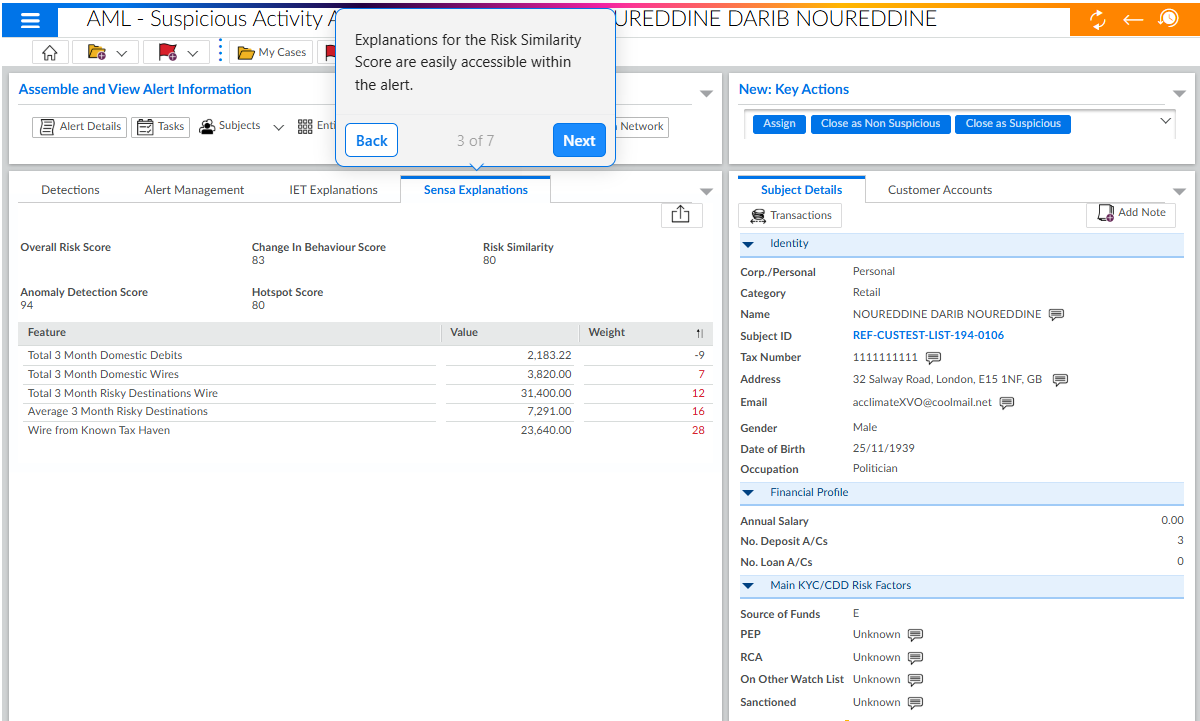 AML - Suspicious Activity A
UREDDINE DARIB NOUREDDINE
Explanations for the Risk Similarity
Score are easily accessible within
the alert.
Back
3 of 7
Next
My Cases
Assemble and View Alert Information
Alert Details
Tasks
Subjects
Enti
Network
New: Key Actions
Assign
Close as Non Suspicious
Close as Suspicious
Detections
Alert Management
IET Explanations
Sensa Explanations
Overall Risk Score
Change In Behaviour Score
83
Risk Similarity
80
Anomaly Detection Score
94
Hotspot Score
80
Feature Value Weight
Total 3 Month Domestic Debits 2,183.22 -9
Total 3 Month Domestic Wires 3,820.00 7
Total 3 Month Risky Destinations Wire 31,400.00 12
Average 3 Month Risky Destinations 7,291.00 16
Wire from Known Tax Haven 23,640.00 28
Subject Details
Customer Accounts
Transactions
Add Note
Identity
Corp./Personal Personal
Category Retail
Name NOUREDDINE DARIB NOUREDDINE
Subject ID REF-CUSTEST-LIST-194-0106
Tax Number 1111111111
Address 32 Salway Road, London, E15 1NF, GB
Email acclimateXVO@coolmail.net
Gender Male
Date of Birth 25/11/1939
Occupation Politician
Financial Profile
Annual Salary 0.00
No. Deposit A/Cs 3
No. Loan A/Cs 0
Main KYC/CDD Risk Factors
Source of Funds E
PEP Unknown
RCA Unknown
On Other Watch List Unknown
Sanctioned Unknown